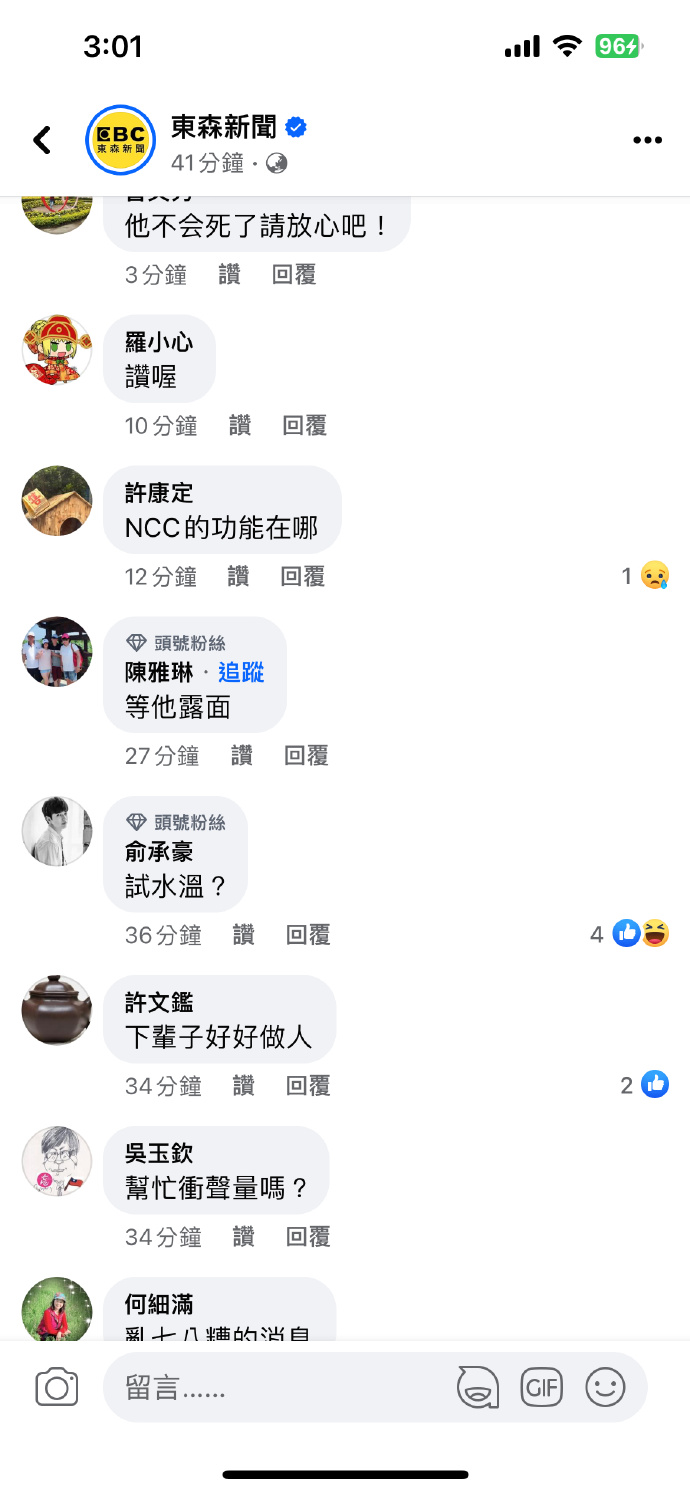 3:01
96
EBC
東森新聞
東森新聞
41分鐘
他不会死了請放心吧！
3分鐘 讚 回覆
羅小心
讚喔
10分鐘 讚 回覆
許康定
NCC的功能在哪
12分鐘 讚 回覆
1
頭號粉絲
陳雅琳 · 追蹤
等他露面
27分鐘 讚 回覆
頭號粉絲
俞承豪
試水溫？
36分鐘 讚 回覆
4
許文鑑
下輩子好好做人
34分鐘 讚 回覆
2
吳玉欽
幫忙衝聲量嗎？
34分鐘 讚 回覆
何細滿
亂七八糟的消息
留言......
GIF